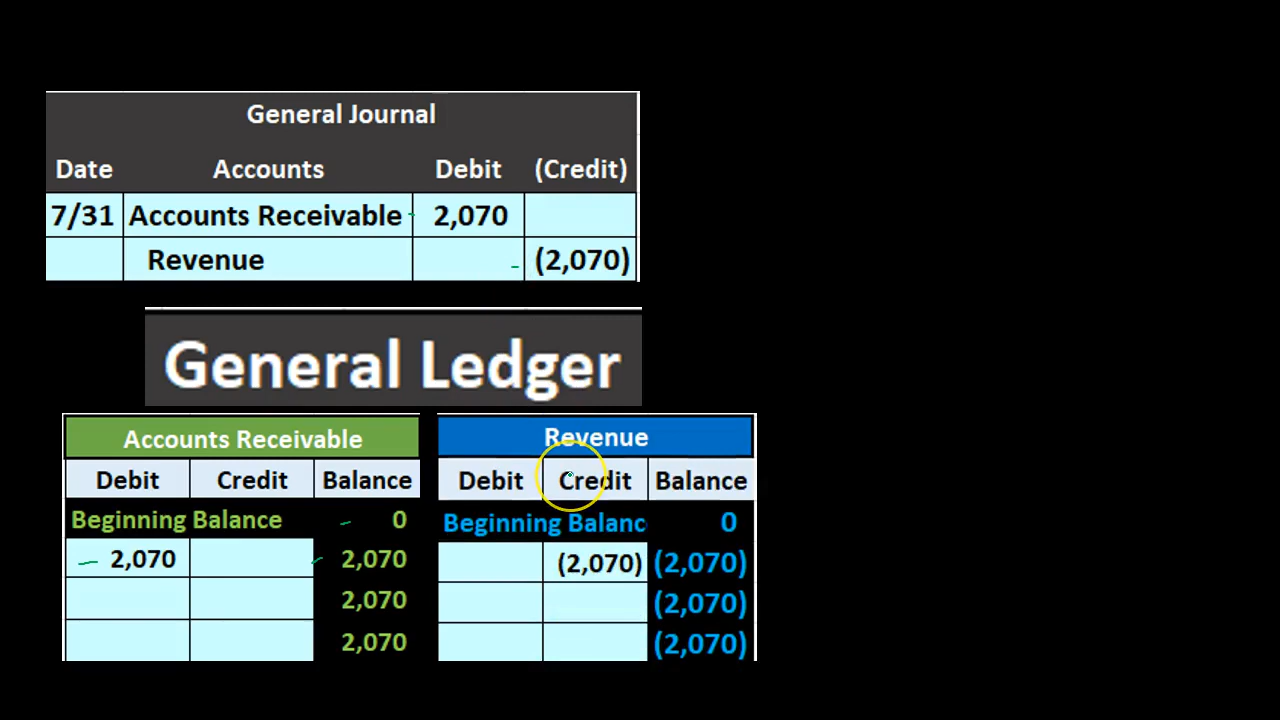 General Journal
Date Accounts Debit (Credit)
7/31 Accounts Receivable 2,070
Revenue (2,070)
General Ledger
Accounts Receivable
Debit Credit Balance
Beginning Balance 0
2,070 2,070
2,070
2,070
Revenue
Debit Credit Balance
Beginning Balanc 0
(2,070) (2,070)
(2,070)
(2,070)